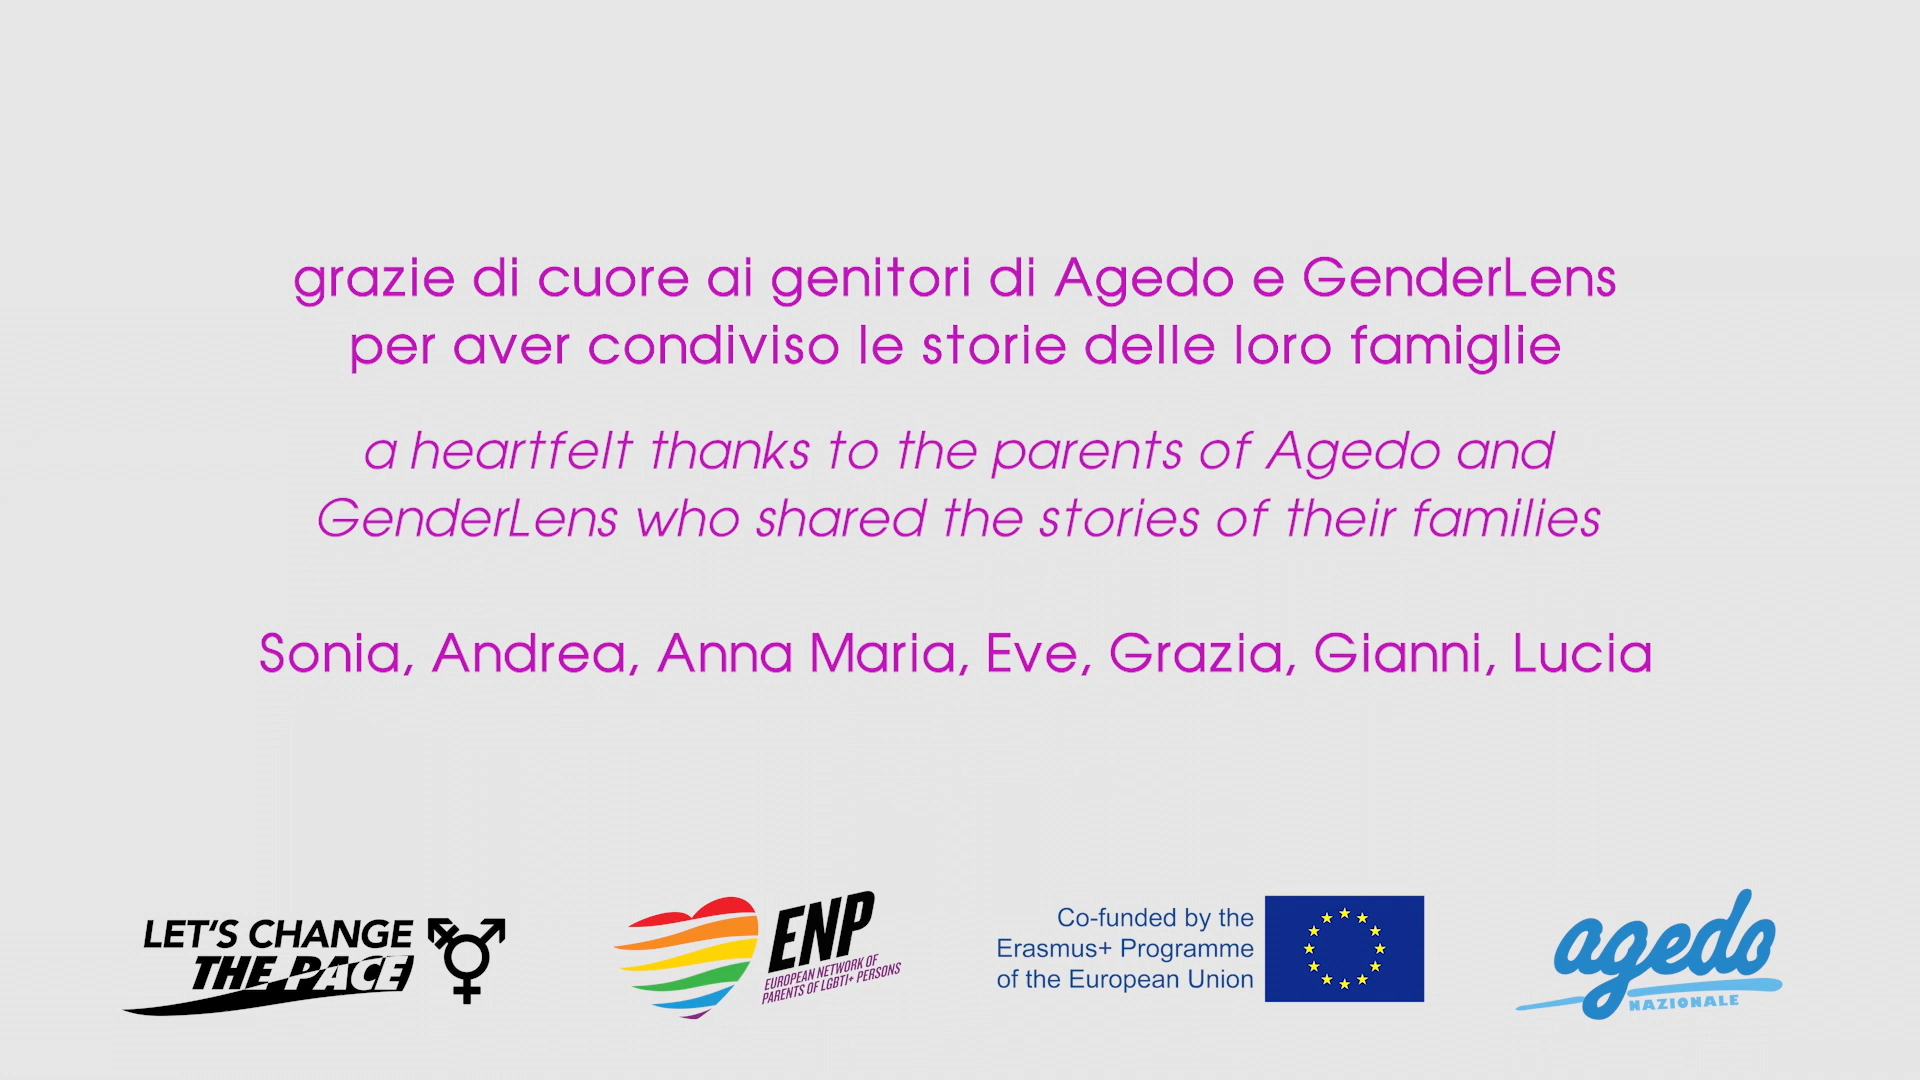 grazie di cuore ai genitori di Agedo e GenderLens
per aver condiviso le storie delle loro famiglie
a heartfelt thanks to the parents of Agedo and
GenderLens who shared the stories of their families
Sonia, Andrea, Anna Maria, Eve, Grazia, Gianni, Lucia
LET'S CHANGE
THE PACE
ENP
EUROPEAN NETWORK OF
PARENTS OF LGBTI+ PERSONS
Co-funded by the
Erasmus+ Programme
of the European Union
agedo
NAZIONALE